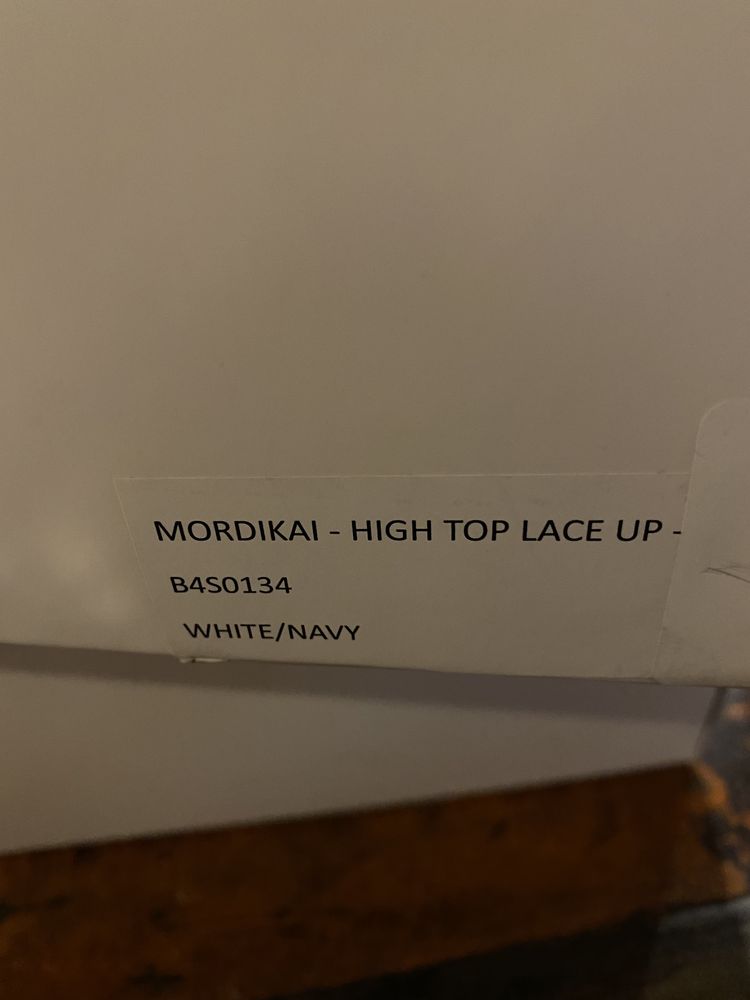 MORDIKAI - HIGH TOP LACE UP -
B4S0134
WHITE/NAVY